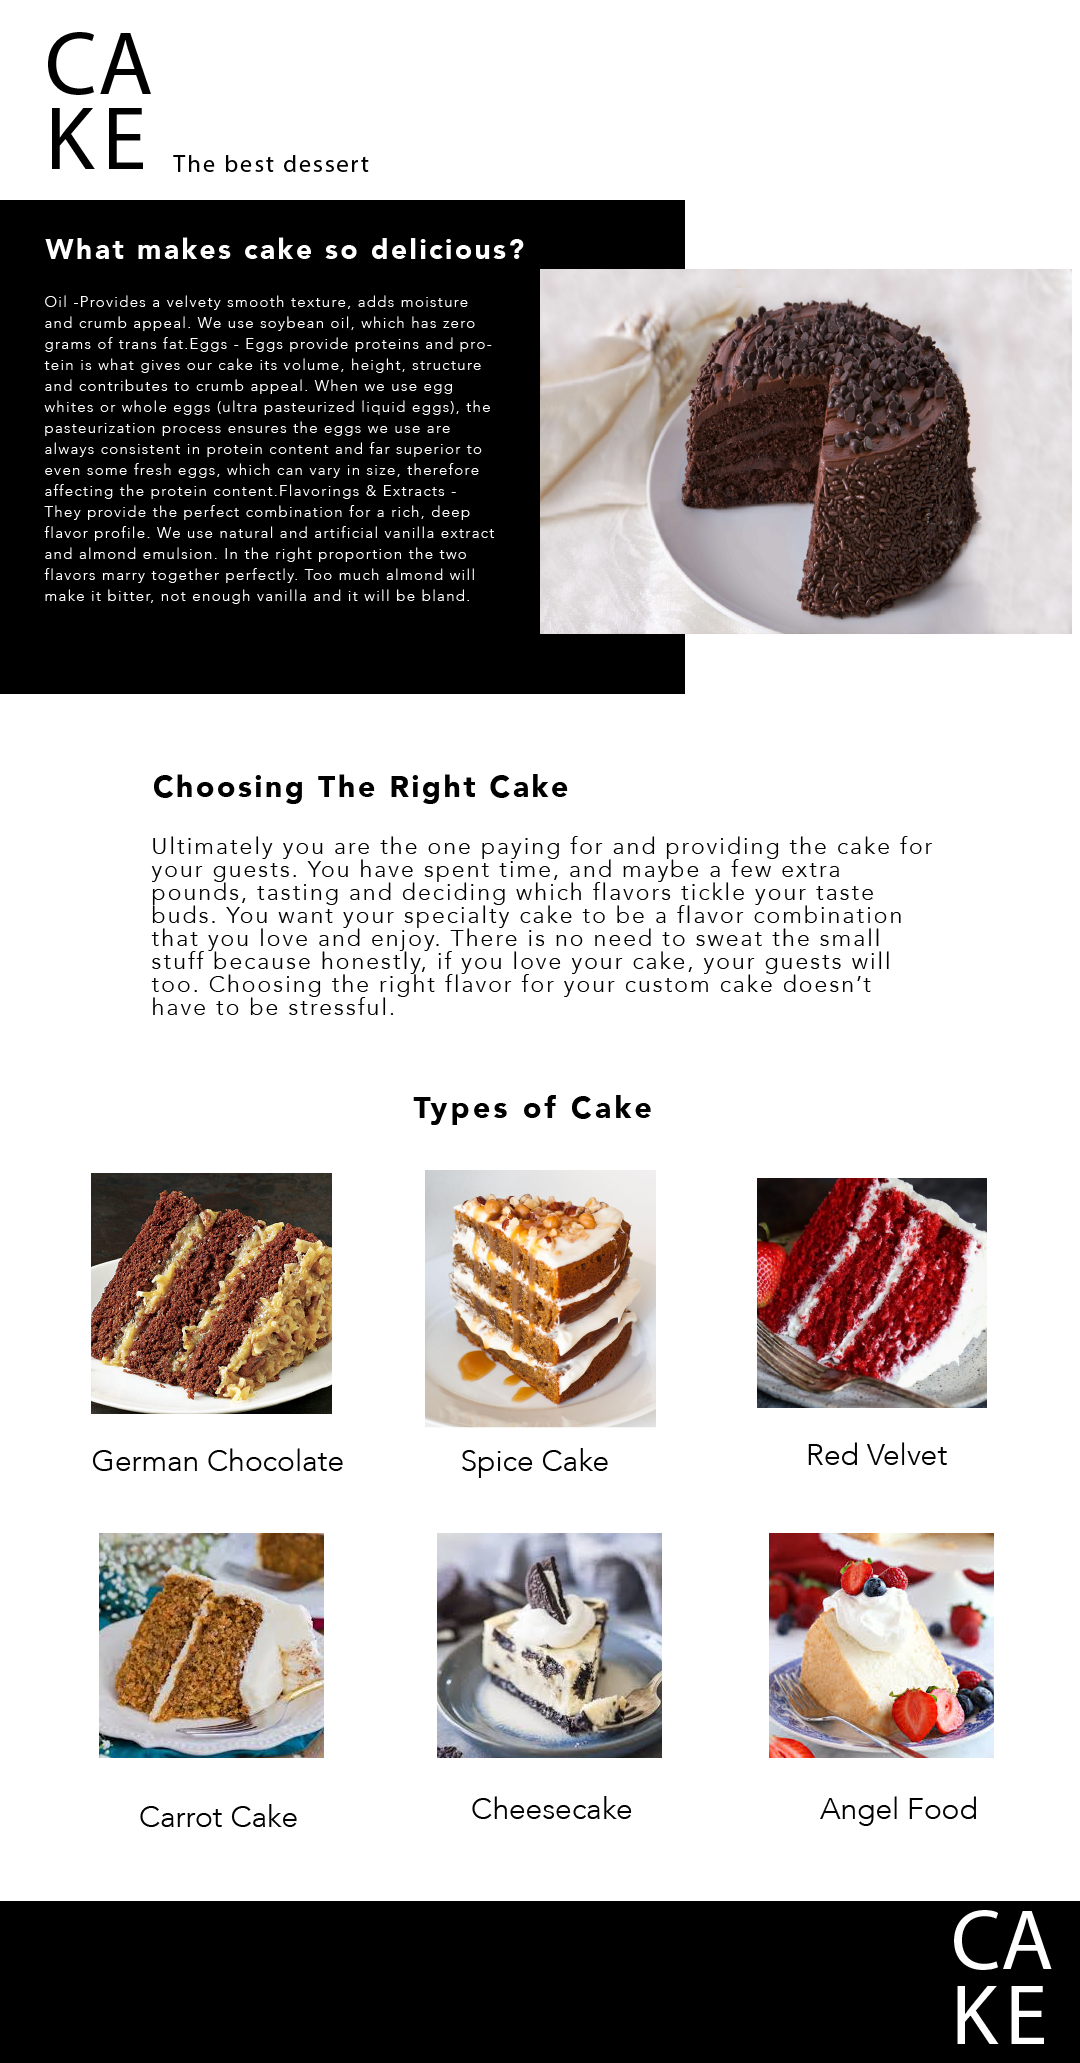 CA
KE
The best dessert
What makes cake so delicious?
Oil -Provides a velvety smooth texture, adds moisture
and crumb appeal. We use soybean oil, which has zero
grams of trans fat.Eggs - Eggs provide proteins and pro-
tein is what gives our cake its volume, height, structure
and contributes to crumb appeal. When we use egg
whites or whole eggs (ultra pasteurized liquid eggs), the
pasteurization process ensures the eggs we use are
always consistent in protein content and far superior to
even some fresh eggs, which can vary in size, therefore
affecting the protein content.Flavorings & Extracts -
They provide the perfect combination for a rich, deep
flavor profile. We use natural and artificial vanilla extract
and almond emulsion. In the right proportion the two
flavors marry together perfectly. Too much almond will
make it bitter, not enough vanilla and it will be bland.
Choosing The Right Cake
Ultimately you are the one paying for and providing the cake for
your guests. You have spent time, and maybe a few extra
pounds, tasting and deciding which flavors tickle your taste
buds. You want your specialty cake to be a flavor combination
that you love and enjoy. There is no need to sweat the small
stuff because honestly, if you love your cake, your guests will
too. Choosing the right flavor for your custom cake doesn’t
have to be stressful.
Types of Cake
German Chocolate
Spice Cake
Red Velvet
Carrot Cake
Cheesecake
Angel Food
CA
KE